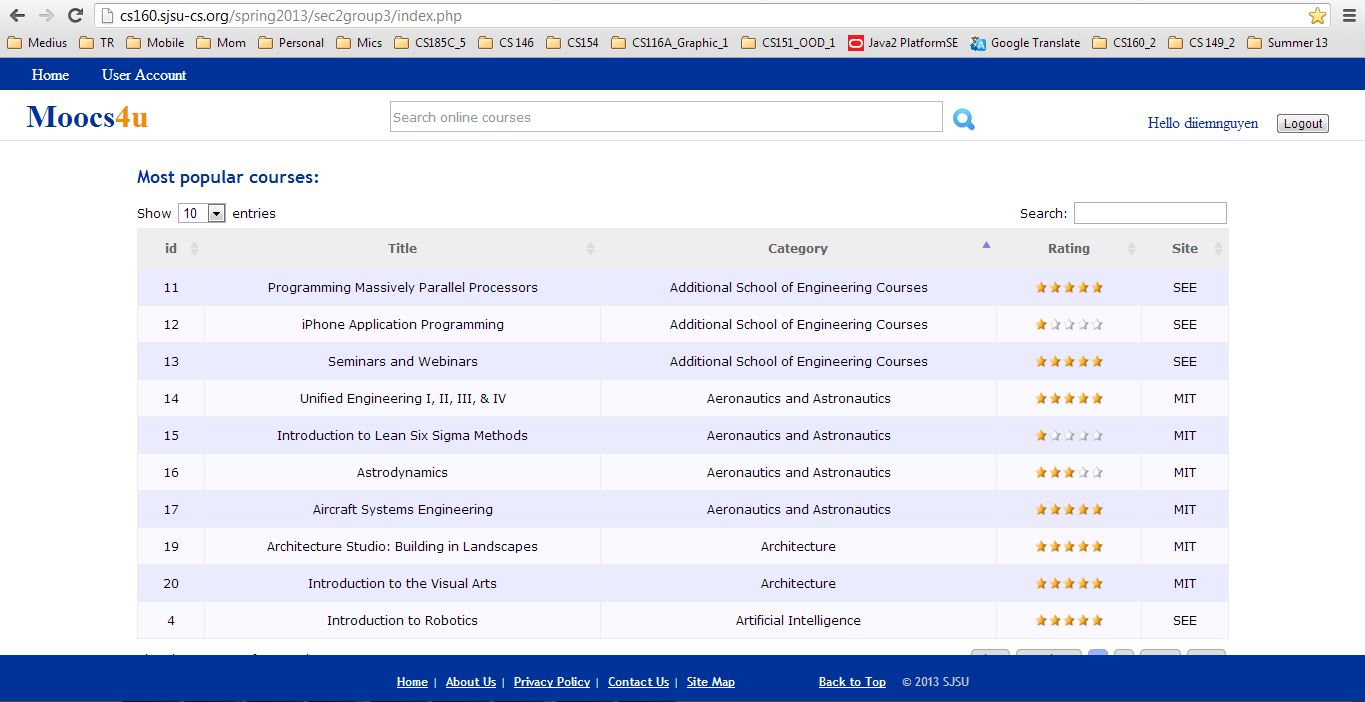 cs160.sjsu-cs.org/spring2013/sec2group3/index.php
Medius TR Mobile Mom Personal Mics CS185C_5 CS 146 CS154 CS116A_Graphic_1 CS151_OOD_1 Java2 PlatformSE Google Translate CS160_2 CS 149_2 Summer 13
Home User Account
Moocs4u Search online courses Hello diiemnguyen Logout
Most popular courses:
Show 10 entries Search:
id Title Category Rating Site
11 Programming Massively Parallel Processors Additional School of Engineering Courses SEE
12 iPhone Application Programming Additional School of Engineering Courses SEE
13 Seminars and Webinars Additional School of Engineering Courses SEE
14 Unified Engineering I, II, III, & IV Aeronautics and Astronautics MIT
15 Introduction to Lean Six Sigma Methods Aeronautics and Astronautics MIT
16 Astrodynamics Aeronautics and Astronautics MIT
17 Aircraft Systems Engineering Aeronautics and Astronautics MIT
19 Architecture Studio: Building in Landscapes Architecture MIT
20 Introduction to the Visual Arts Architecture MIT
4 Introduction to Robotics Artificial Intelligence SEE
Home | About Us | Privacy Policy | Contact Us | Site Map Back to Top © 2013 SJSU